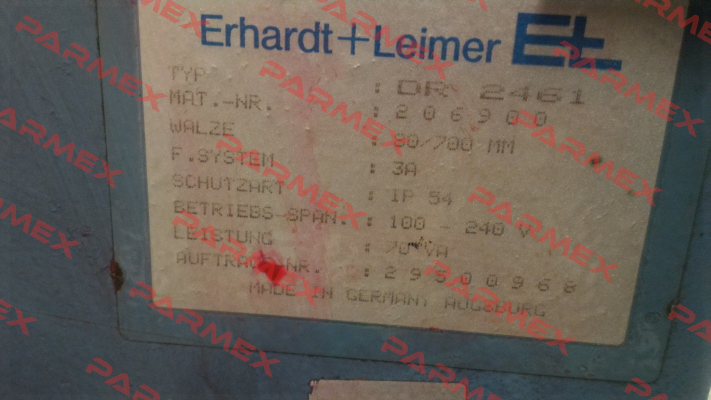 Erhardt+Leimer E+L
TYP : DR 2461
MAT.-NR. : 206900
WALZE : 80/700 MM
F.SYSTEM : 3A
SCHUTZART : IP 54
BETRIEBS-SPAN. : 100 - 240 V
LEISTUNG : 70 VA
AUFTRAGS-NR. : 29500968
MADE IN GERMANY, AUGSBURG
PARMEX